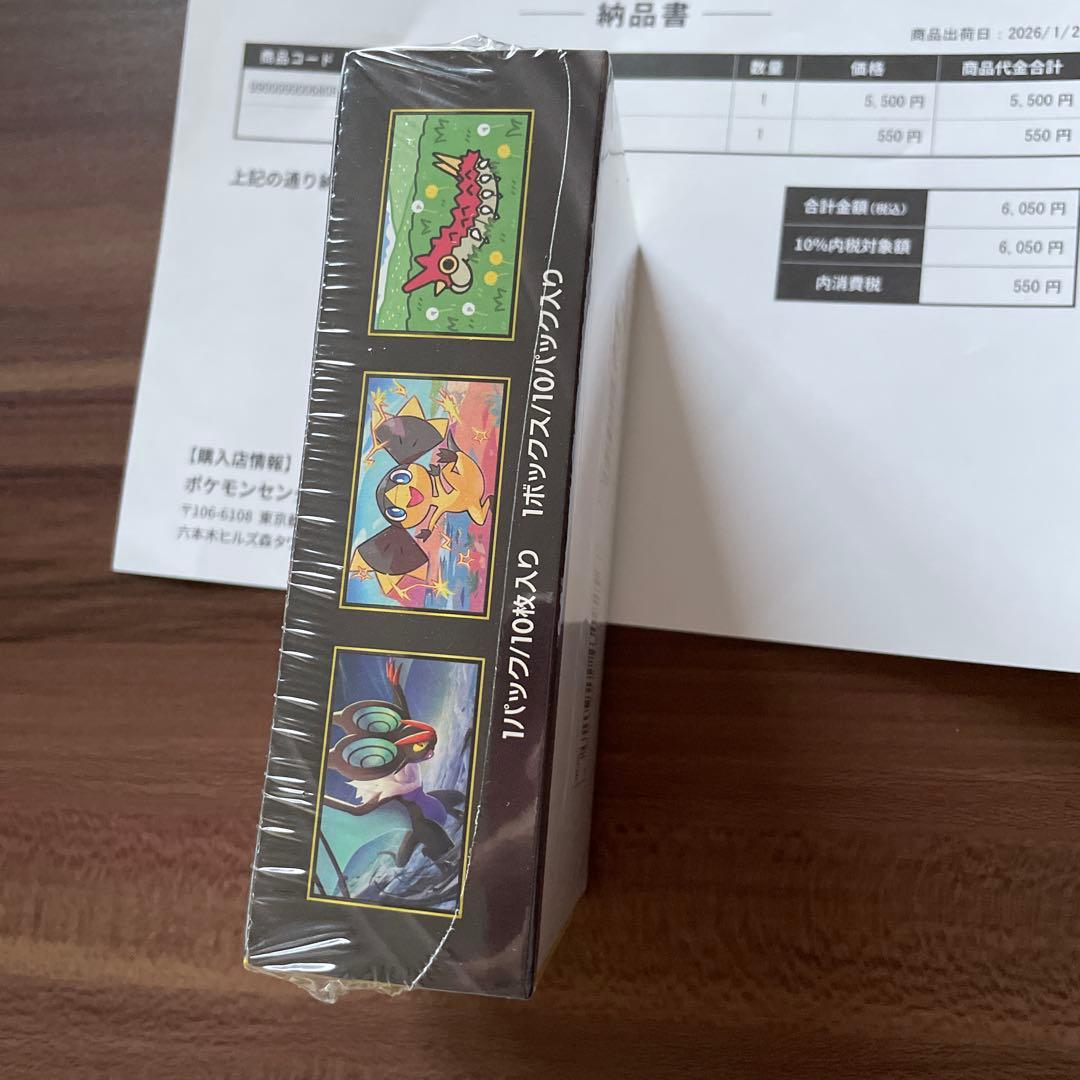 納品書
商品出荷日：2026/1/2
商品コード 数量 価格 商品代金合計
1 5,500 円 5,500 円
1 550 円 550 円
上記の通り
合計金額(税込) 6,050 円
10%内税対象額 6,050 円
内消費税 550 円
【購入店情報】
ポケモンセン
〒106-6108 東京
六本木ヒルズ森タ
1パック/10枚入り 1ボックス/10パック入り